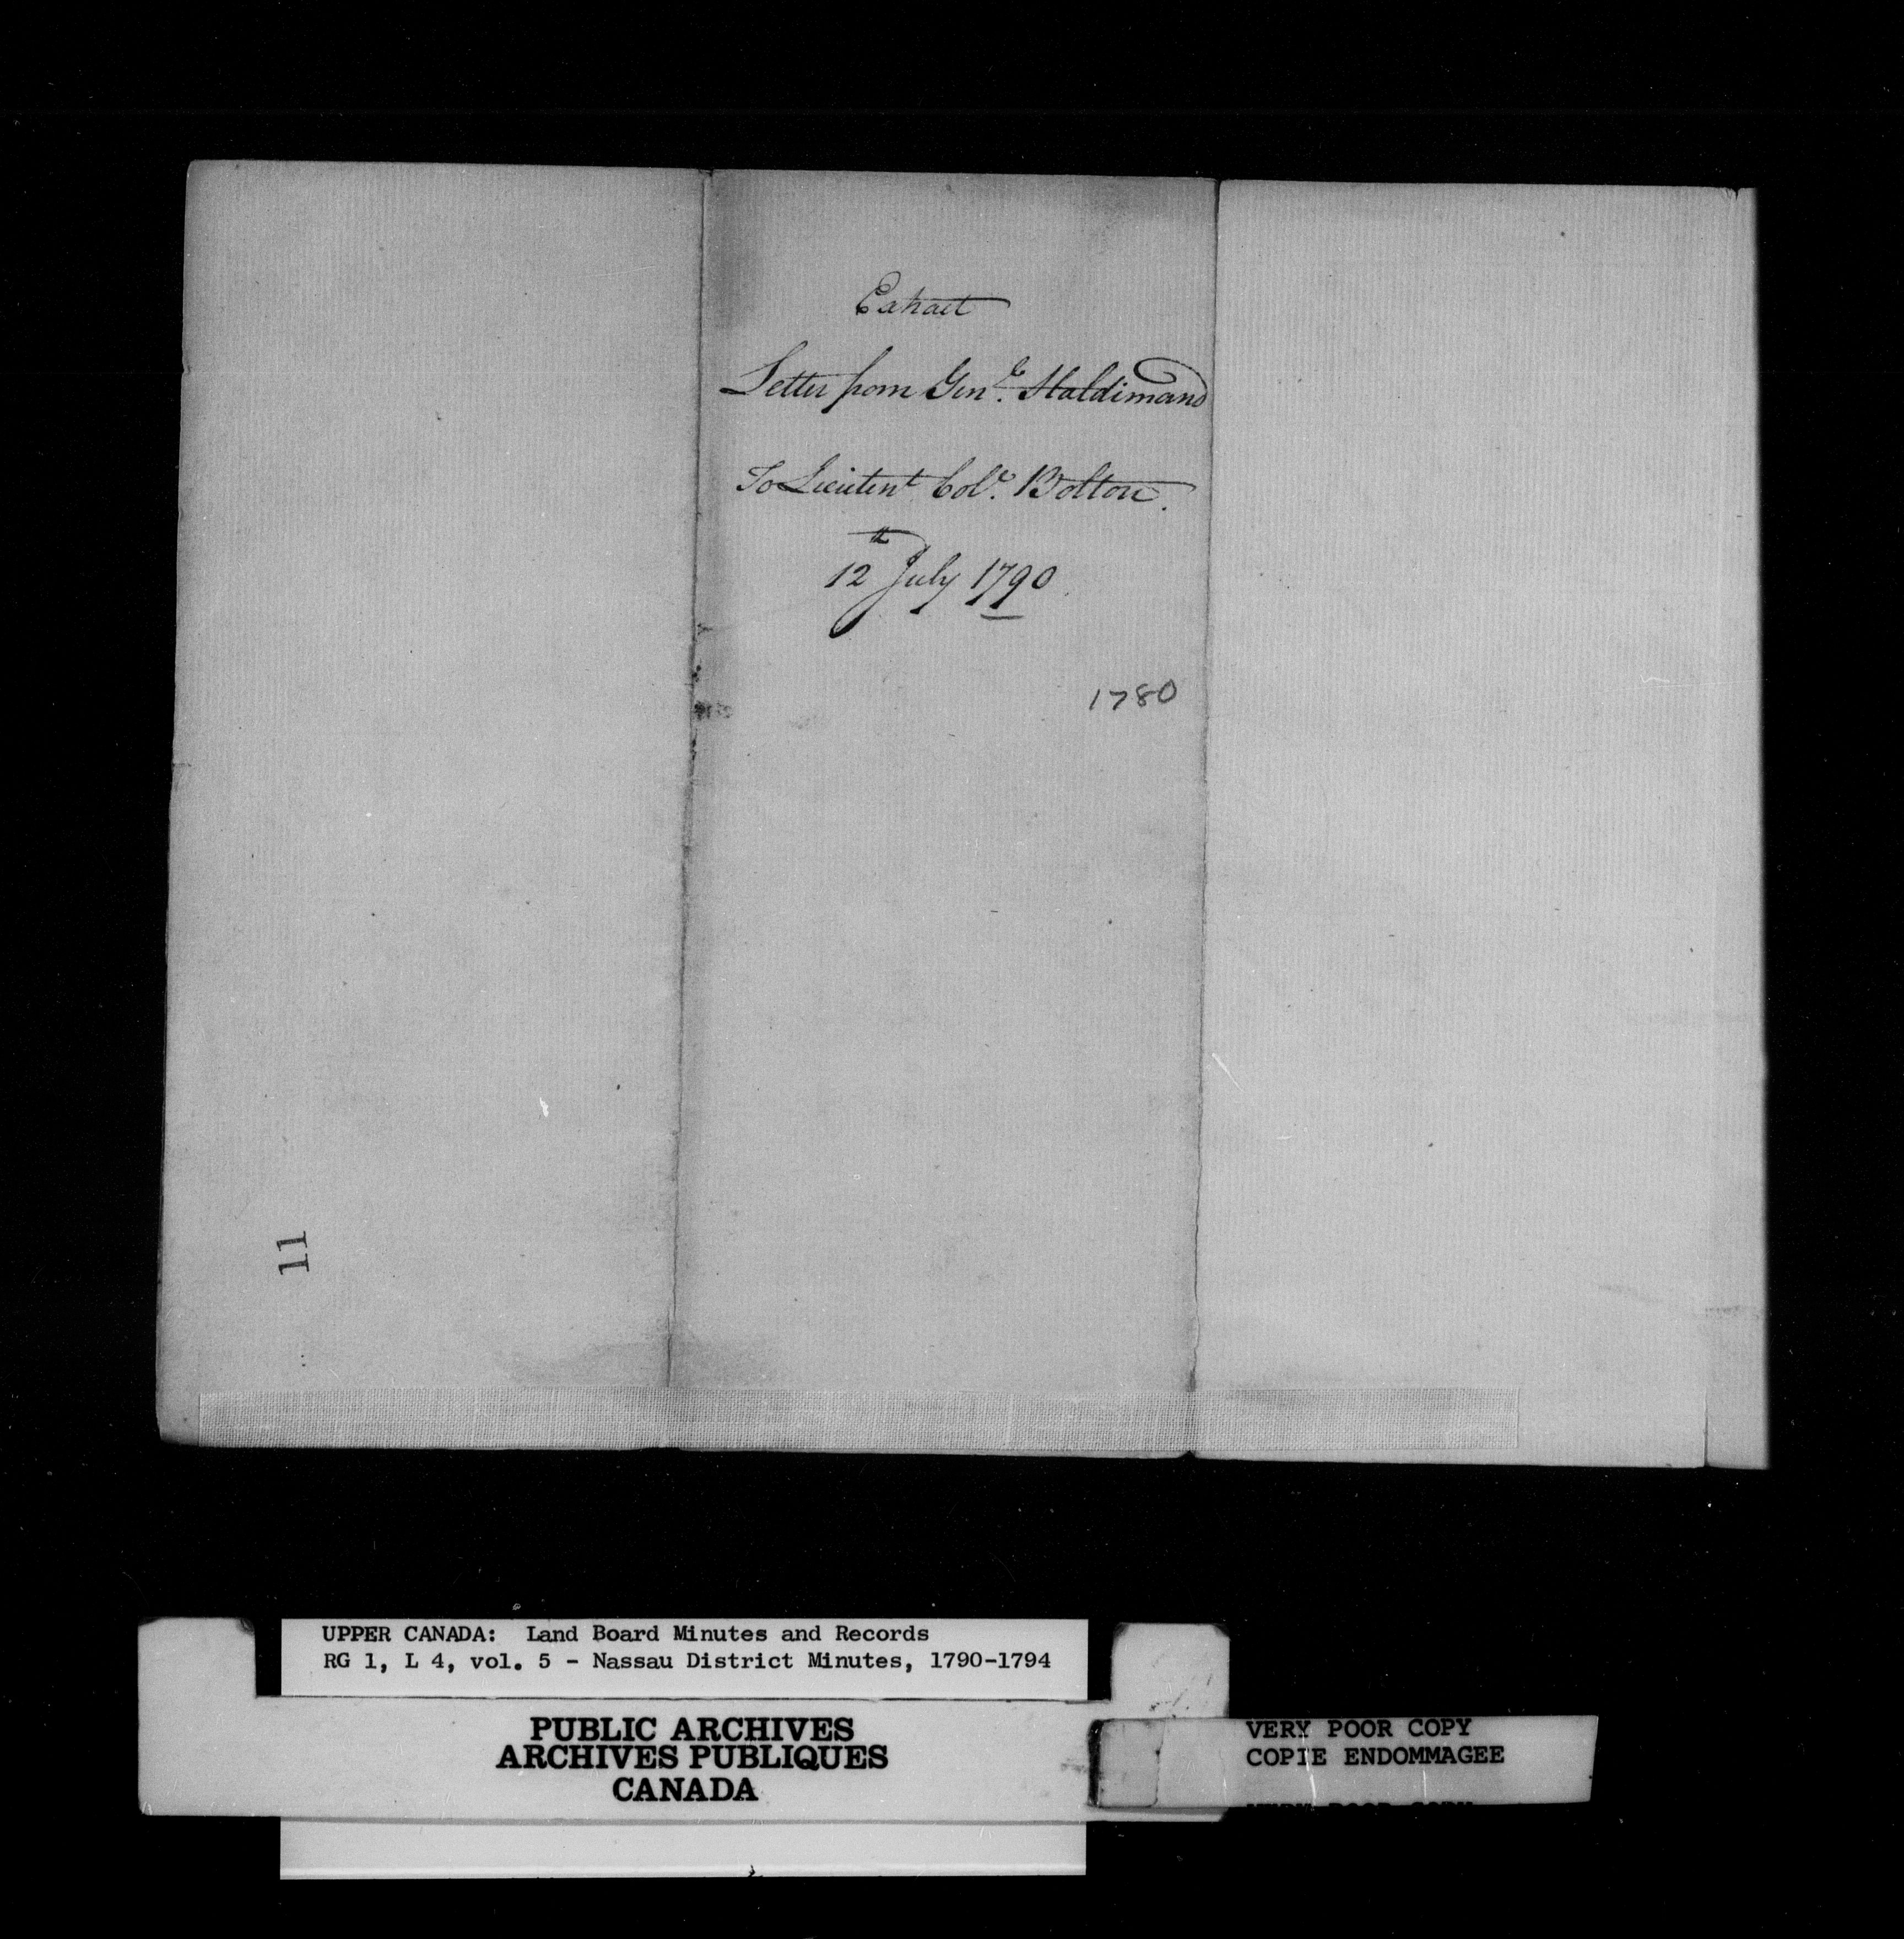 Extract
Letter from Genl. Haldimand
To Lieutent Coll. Bolton.
12th July 1790
1780
11
UPPER CANADA: Land Board Minutes and Records
RG 1, L 4, vol. 5 - Nassau District Minutes, 1790-1794
PUBLIC ARCHIVES
ARCHIVES PUBLIQUES
CANADA
VERY POOR COPY
COPIE ENDOMMAGEE